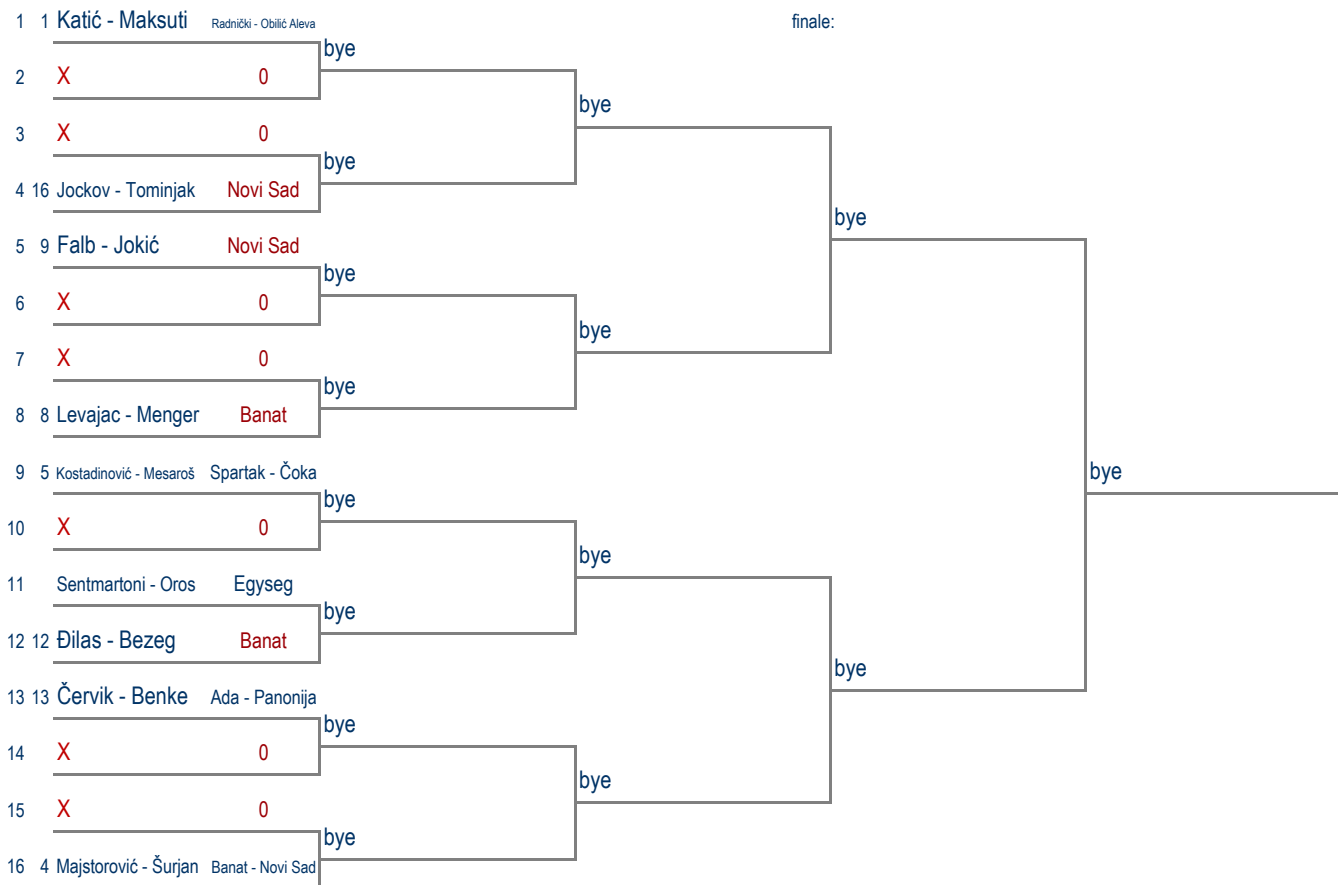 1 1 Katić - Maksuti Radnički - Obilić Aleva finale:
bye
2 X 0
bye
3 X 0
bye
4 16 Jockov - Tominjak Novi Sad
bye
5 9 Falb - Jokić Novi Sad
bye
6 X 0
bye
7 X 0
bye
8 8 Levajac - Menger Banat
9 5 Kostadinović - Mesaroš Spartak - Čoka bye
bye
10 X 0
bye
11 Sentmartoni - Oros Egyseg
bye
12 12 Đilas - Bezeg Banat
bye
13 13 Červik - Benke Ada - Panonija
bye
14 X 0
bye
15 X 0
bye
16 4 Majstorović - Šurjan Banat - Novi Sad